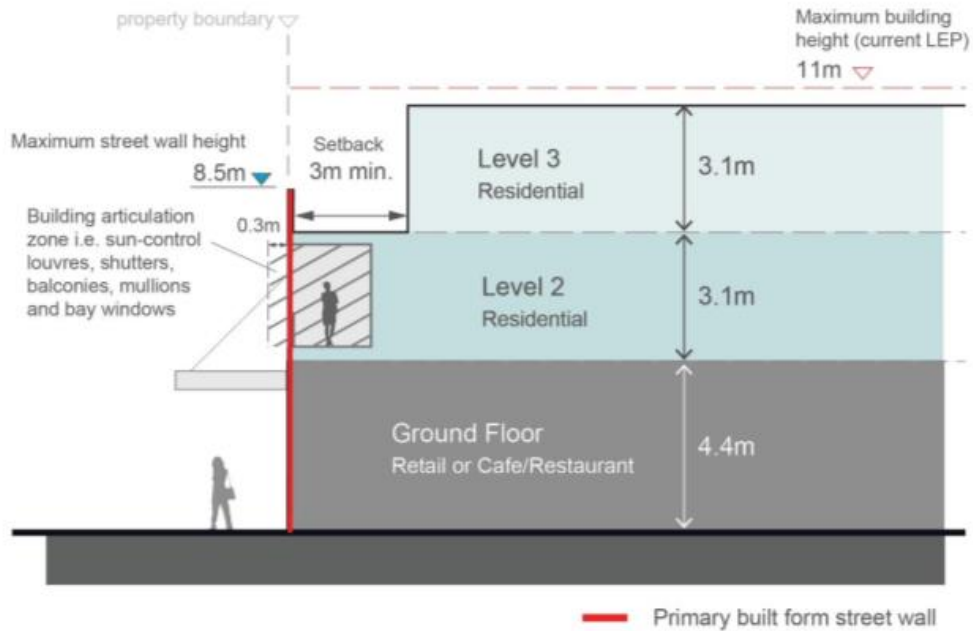 property boundary
Maximum building
height (current LEP)
11m
Maximum street wall height
8.5m
Setback
3m min.
Level 3
Residential
3.1m
Building articulation
zone i.e. sun-control
louvres, shutters,
balconies, mullions
and bay windows
0.3m
Level 2
Residential
3.1m
Ground Floor
Retail or Cafe/Restaurant
4.4m
Primary built form street wall